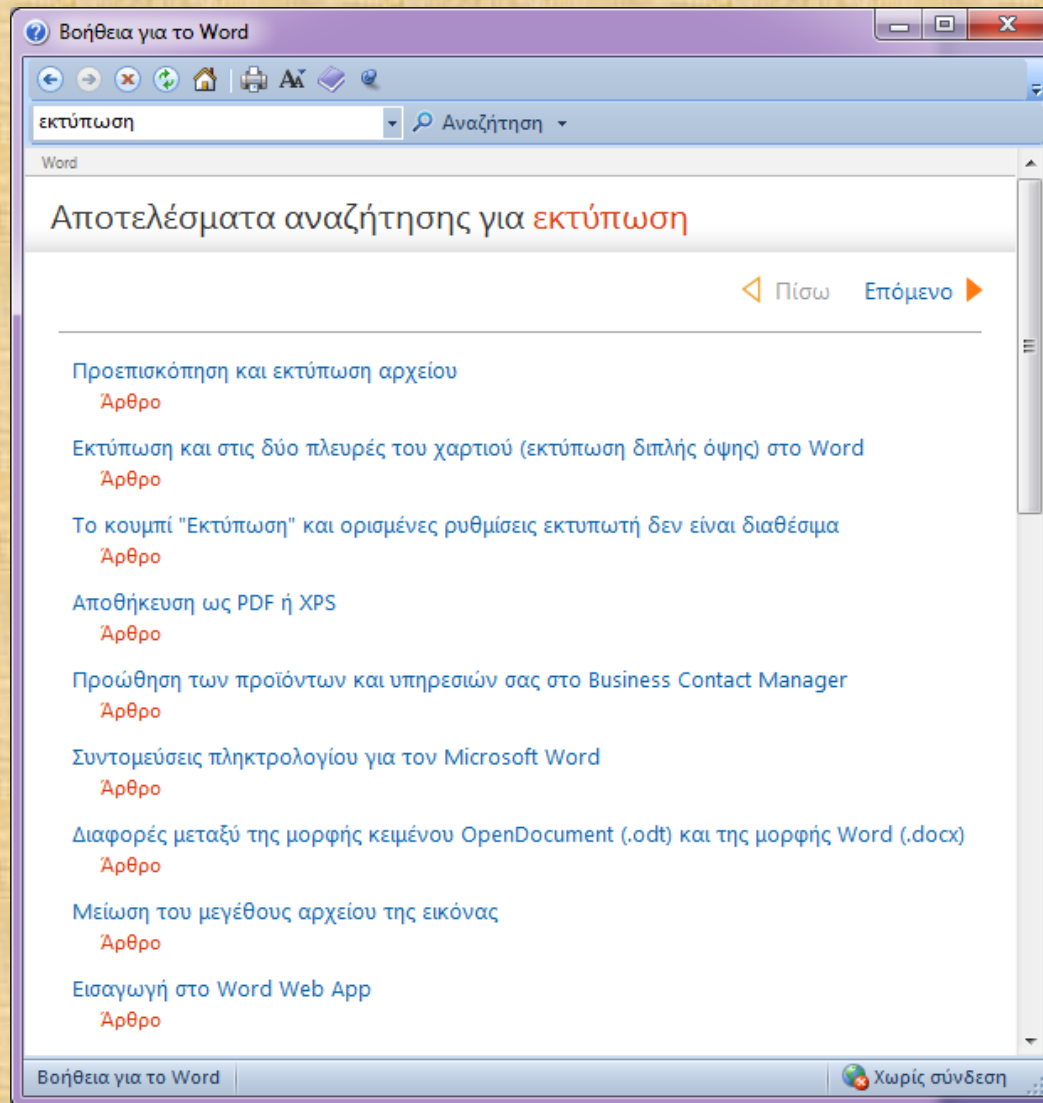 Βοήθεια για το Word
εκτύπωση
Αναζήτηση
Word
Αποτελέσματα αναζήτησης για εκτύπωση
Πίσω Επόμενο
Προεπισκόπηση και εκτύπωση αρχείου
Άρθρο
Εκτύπωση και στις δύο πλευρές του χαρτιού (εκτύπωση διπλής όψης) στο Word
Άρθρο
Το κουμπί "Εκτύπωση" και ορισμένες ρυθμίσεις εκτυπωτή δεν είναι διαθέσιμα
Άρθρο
Αποθήκευση ως PDF ή XPS
Άρθρο
Προώθηση των προϊόντων και υπηρεσιών σας στο Business Contact Manager
Άρθρο
Συντομεύσεις πληκτρολογίου για τον Microsoft Word
Άρθρο
Διαφορές μεταξύ της μορφής κειμένου OpenDocument (.odt) και της μορφής Word (.docx)
Άρθρο
Μείωση του μεγέθους αρχείου της εικόνας
Άρθρο
Εισαγωγή στο Word Web App
Άρθρο
Βοήθεια για το Word
Χωρίς σύνδεση